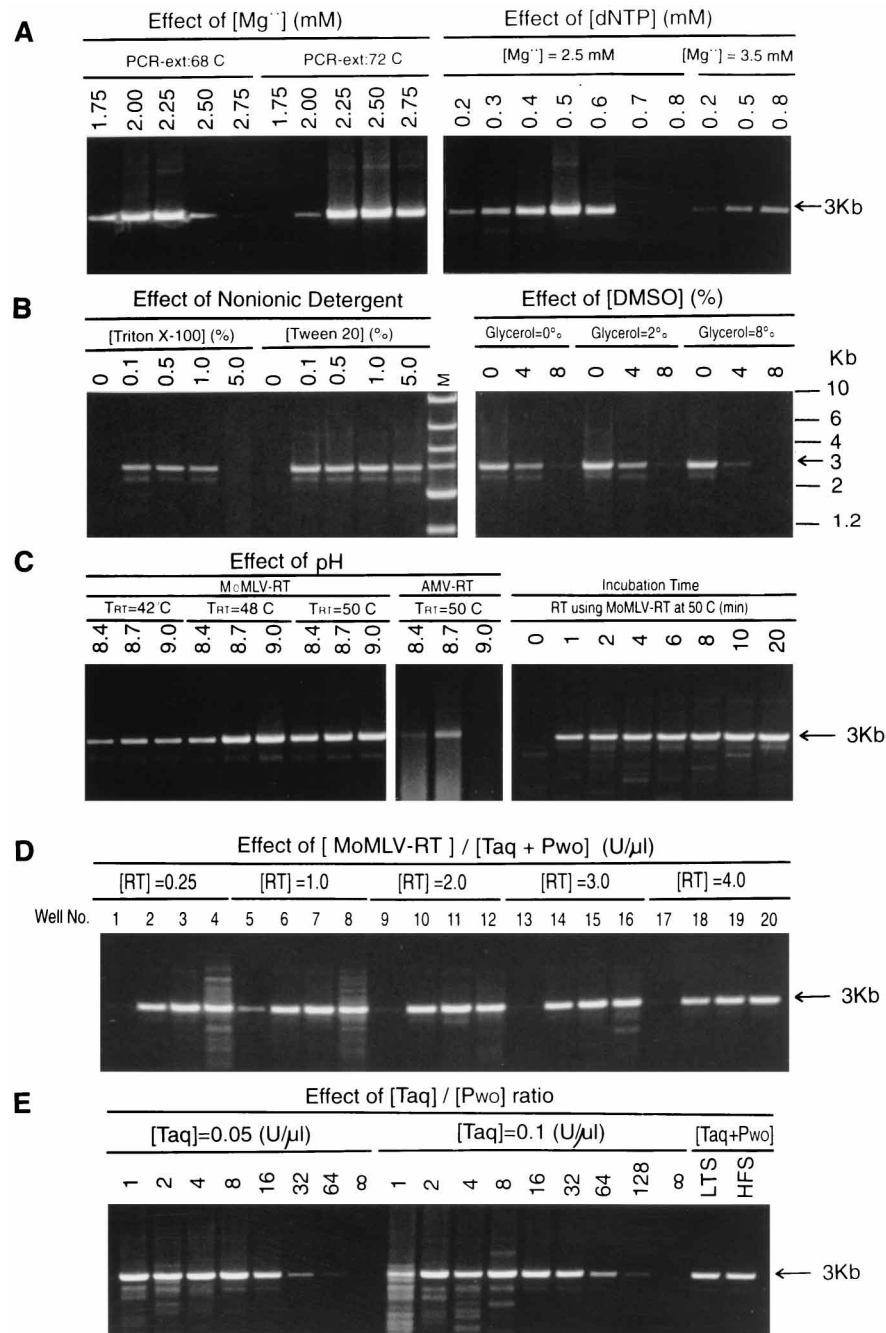 A
Effect of [Mg¨] (mM)
Effect of [dNTP] (mM)
PCR-ext:68 C
PCR-ext:72 C
[Mg¨] = 2.5 mM
[Mg¨] = 3.5 mM
1.75 2.00 2.25 2.50 2.75 1.75 2.00 2.25 2.50 2.75
0.2 0.3 0.4 0.5 0.6 0.7 0.8 0.2 0.5 0.8
←3Kb
B
Effect of Nonionic Detergent
Effect of [DMSO] (%)
[Triton X-100] (%)
[Tween 20] (%)
Glycerol=0%
Glycerol=2%
Glycerol=8%
0 0.1 0.5 1.0 5.0 0 0.1 0.5 1.0 5.0 M
0 4 8 0 4 8 0 4 8
Kb
10
6
4
← 3
2
1.2
C
Effect of pH
MoMLV-RT
AMV-RT
Incubation Time
TRT=42°C
TRT=48 C
TRT=50 C
TRT=50 C
RT using MoMLV-RT at 50 C (min)
8.4 8.7 9.0 8.4 8.7 9.0 8.4 8.7 9.0 8.4 8.7 9.0
0 1 2 4 6 8 10 20
← 3Kb
D
Effect of [ MoMLV-RT ] / [Taq + Pwo] (U/µl)
[RT] =0.25
[RT] =1.0
[RT] =2.0
[RT] =3.0
[RT] =4.0
Well No. 1 2 3 4 5 6 7 8 9 10 11 12 13 14 15 16 17 18 19 20
← 3Kb
E
Effect of [Taq] / [Pwo] ratio
[Taq]=0.05 (U/µl)
[Taq]=0.1 (U/µl)
[Taq+Pwo]
1 2 4 8 16 32 64 ∞ 1 2 4 8 16 32 64 128 ∞ LTS HFS
← 3Kb